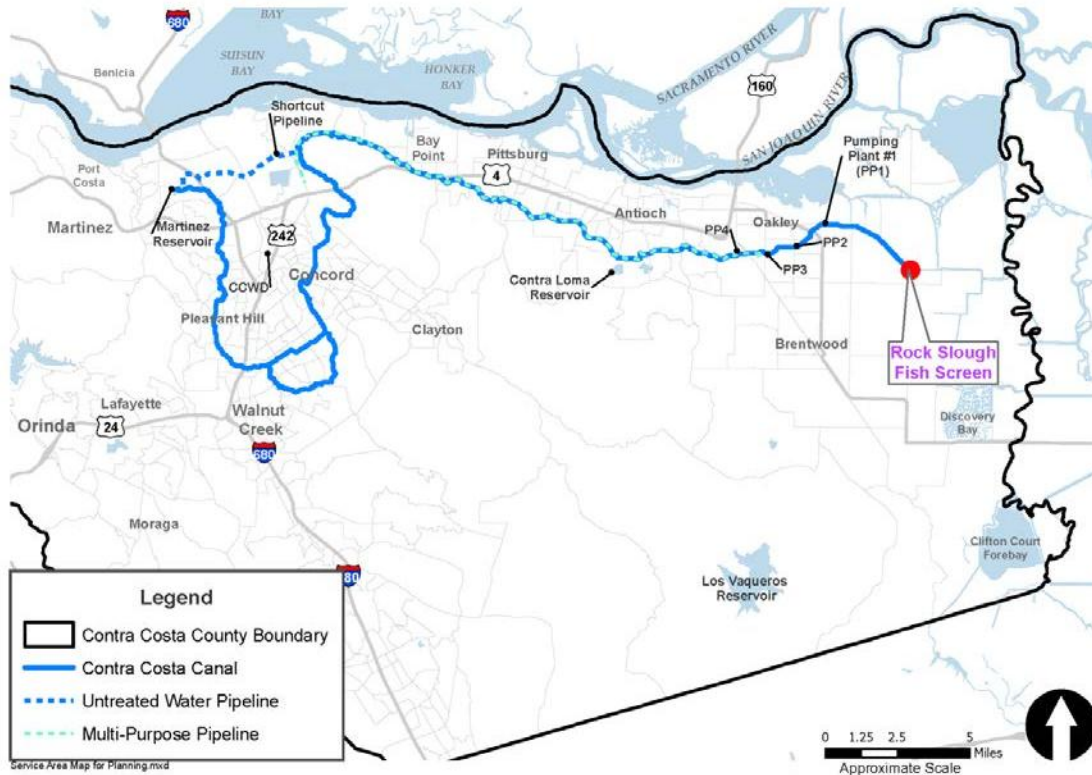 680
BAY
Benicia
SUISUN
BAY
HONKER
BAY
SACRAMENTO RIVER
160
SAN JOAQUIN RIVER
Shortcut
Pipeline
Bay
Point
Pittsburg
4
Pumping
Plant #1
(PP1)
Port
Costa
Martinez
Martinez
Reservoir
242
Antioch
Oakley
PP4
PP2
PP3
CCWD
Concord
Contra Loma
Reservoir
Pleasant Hill
Clayton
Brentwood
Rock Slough
Fish Screen
Lafayette
Orinda
24
Walnut
Creek
680
Discovery
Bay
Moraga
Clifton Court
Forebay
80
Los Vaqueros
Reservoir
Legend
Contra Costa County Boundary
Contra Costa Canal
Untreated Water Pipeline
Multi-Purpose Pipeline
0 1.25 2.5 5
Miles
Approximate Scale
Service Area Map for Planning.mxd